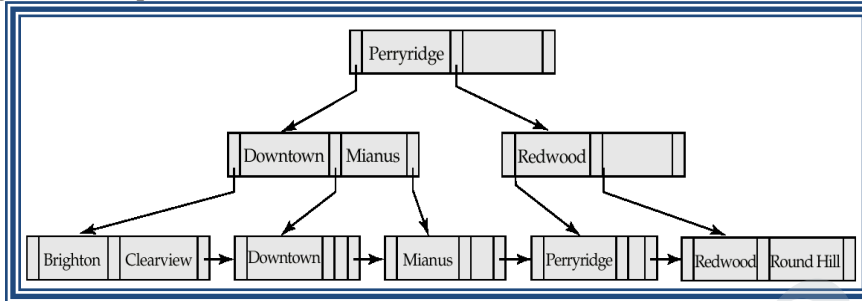 Perryridge
Downtown Mianus Redwood
Brighton Clearview Downtown Mianus Perryridge Redwood Round Hill